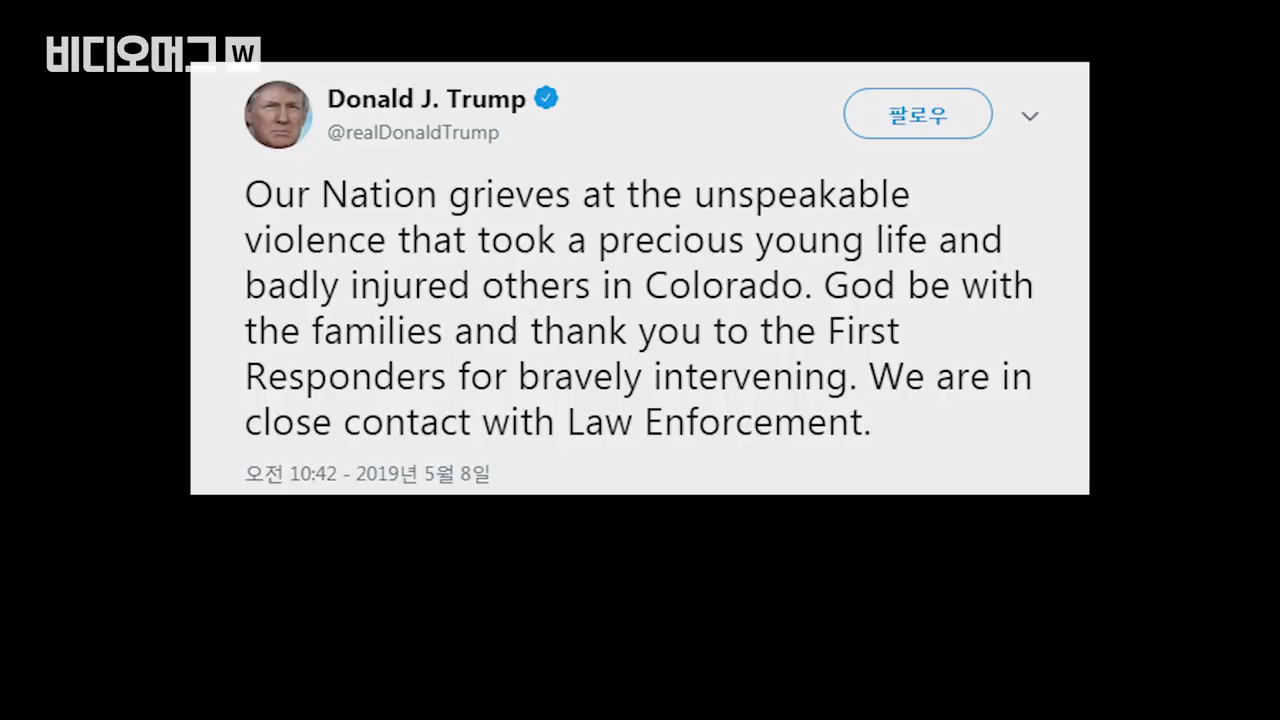 비디오머그 W
Donald J. Trump
@realDonaldTrump
팔로우
Our Nation grieves at the unspeakable
violence that took a precious young life and
badly injured others in Colorado. God be with
the families and thank you to the First
Responders for bravely intervening. We are in
close contact with Law Enforcement.
오전 10:42 - 2019년 5월 8일